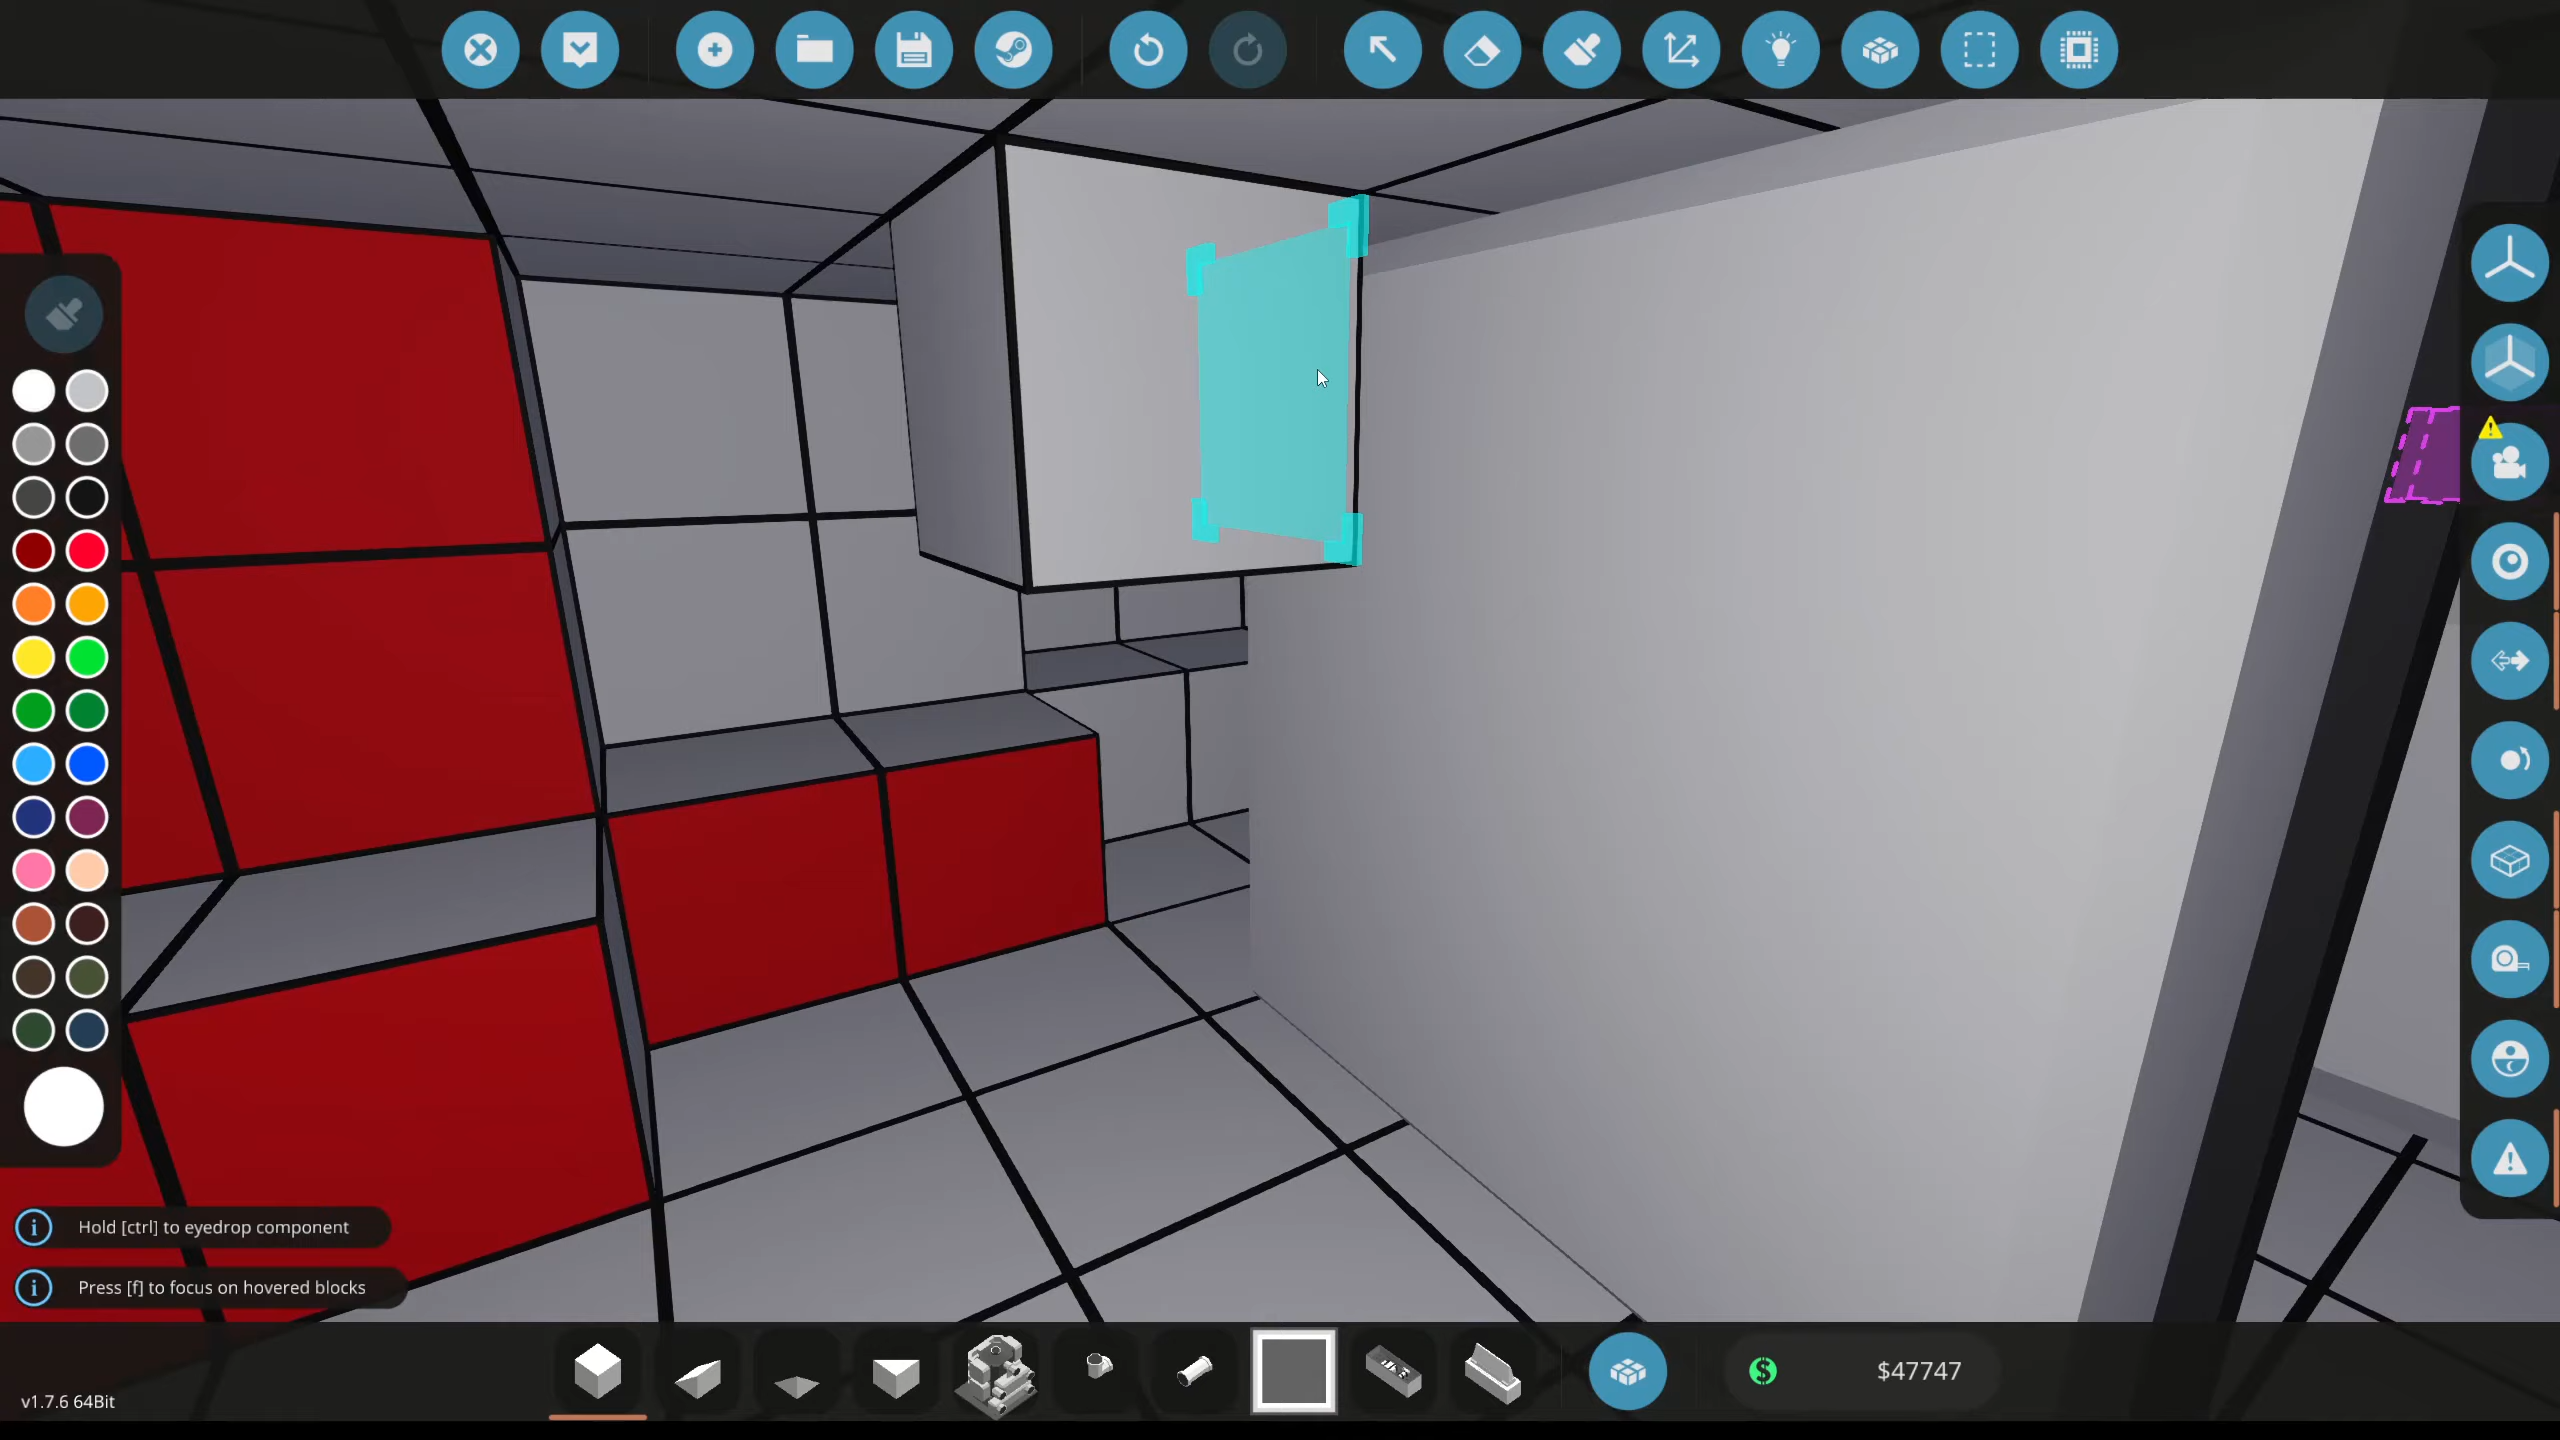 Hold [ctrl] to eyedrop component
Press [f] to focus on hovered blocks
v1.7.6 64Bit
$47747